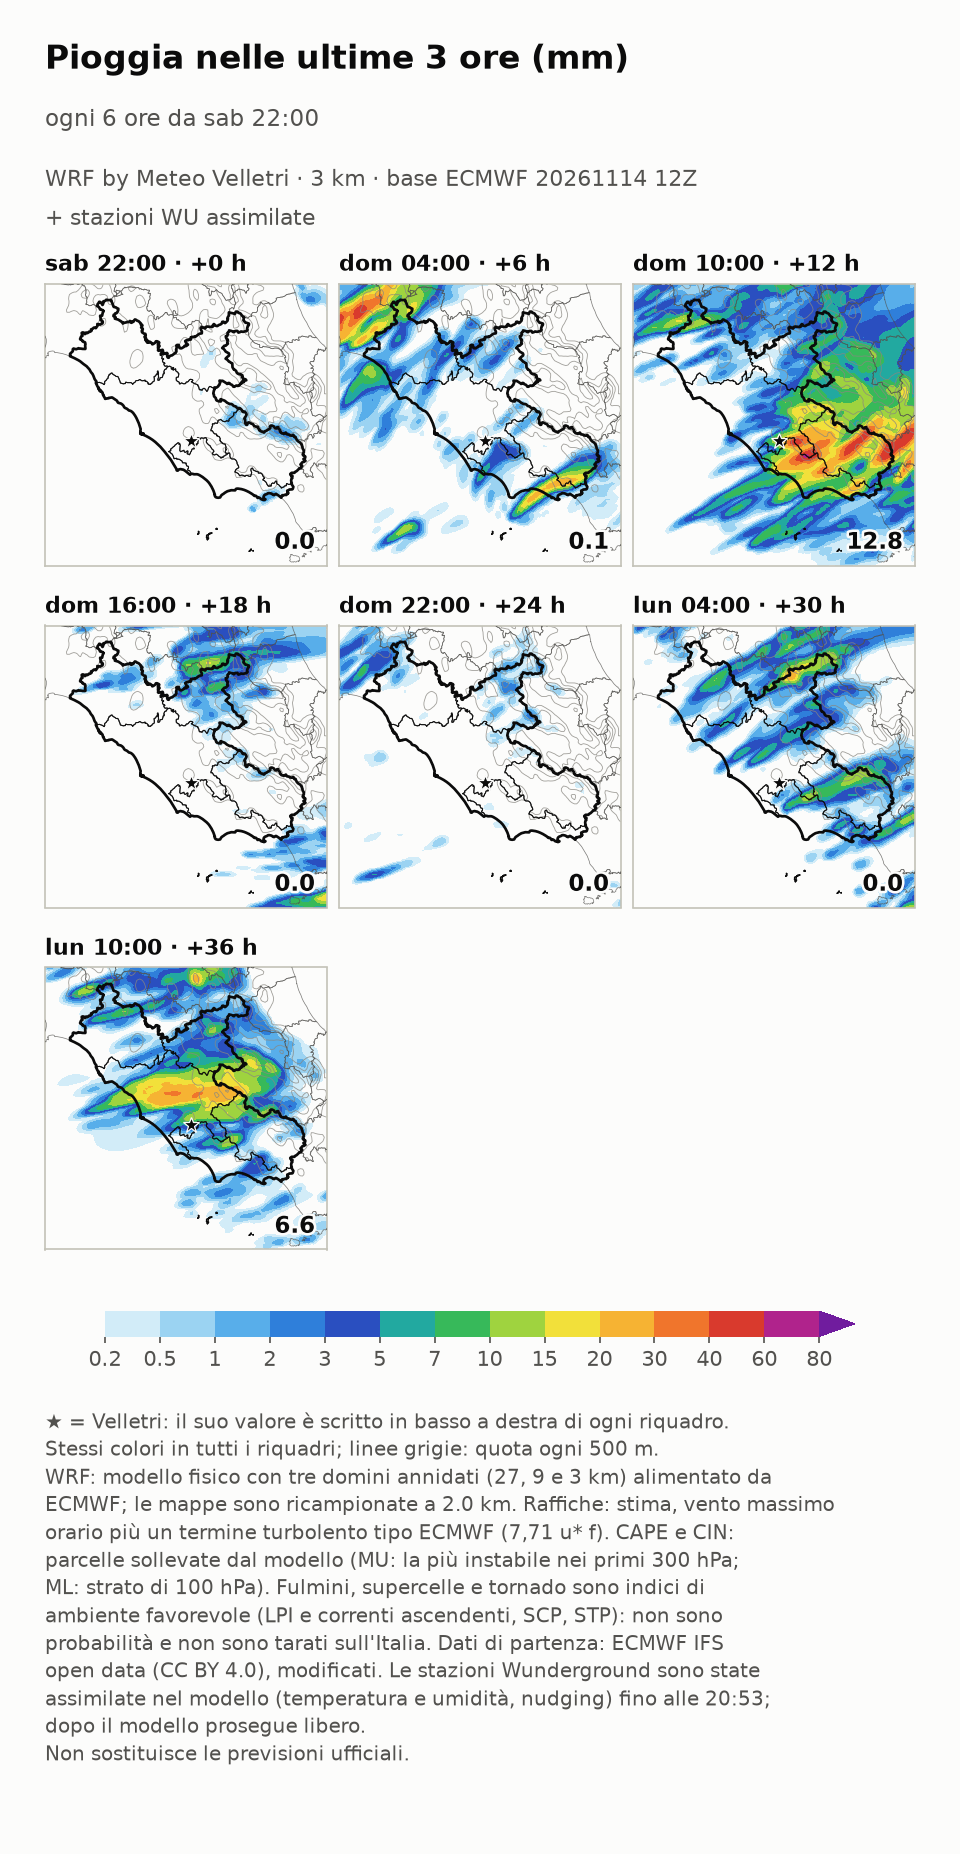 Pioggia nelle ultime 3 ore (mm)
ogni 6 ore da sab 22:00
WRF by Meteo Velletri · 3 km · base ECMWF 20261114 12Z
+ stazioni WU assimilate
sab 22:00 · +0 h
dom 04:00 · +6 h
dom 10:00 · +12 h
0.0
0.1
12.8
dom 16:00 · +18 h
dom 22:00 · +24 h
lun 04:00 · +30 h
0.0
0.0
0.0
lun 10:00 · +36 h
6.6
0.2 0.5 1 2 3 5 7 10 15 20 30 40 60 80
★ = Velletri: il suo valore è scritto in basso a destra di ogni riquadro.
Stessi colori in tutti i riquadri; linee grigie: quota ogni 500 m.
WRF: modello fisico con tre domini annidati (27, 9 e 3 km) alimentato da
ECMWF; le mappe sono ricampionate a 2.0 km. Raffiche: stima, vento massimo
orario più un termine turbolento tipo ECMWF (7,71 u* f). CAPE e CIN:
parcelle sollevate dal modello (MU: la più instabile nei primi 300 hPa;
ML: strato di 100 hPa). Fulmini, supercelle e tornado sono indici di
ambiente favorevole (LPI e correnti ascendenti, SCP, STP): non sono
probabilità e non sono tarati sull'Italia. Dati di partenza: ECMWF IFS
open data (CC BY 4.0), modificati. Le stazioni Wunderground sono state
assimilate nel modello (temperatura e umidità, nudging) fino alle 20:53;
dopo il modello prosegue libero.
Non sostituisce le previsioni ufficiali.